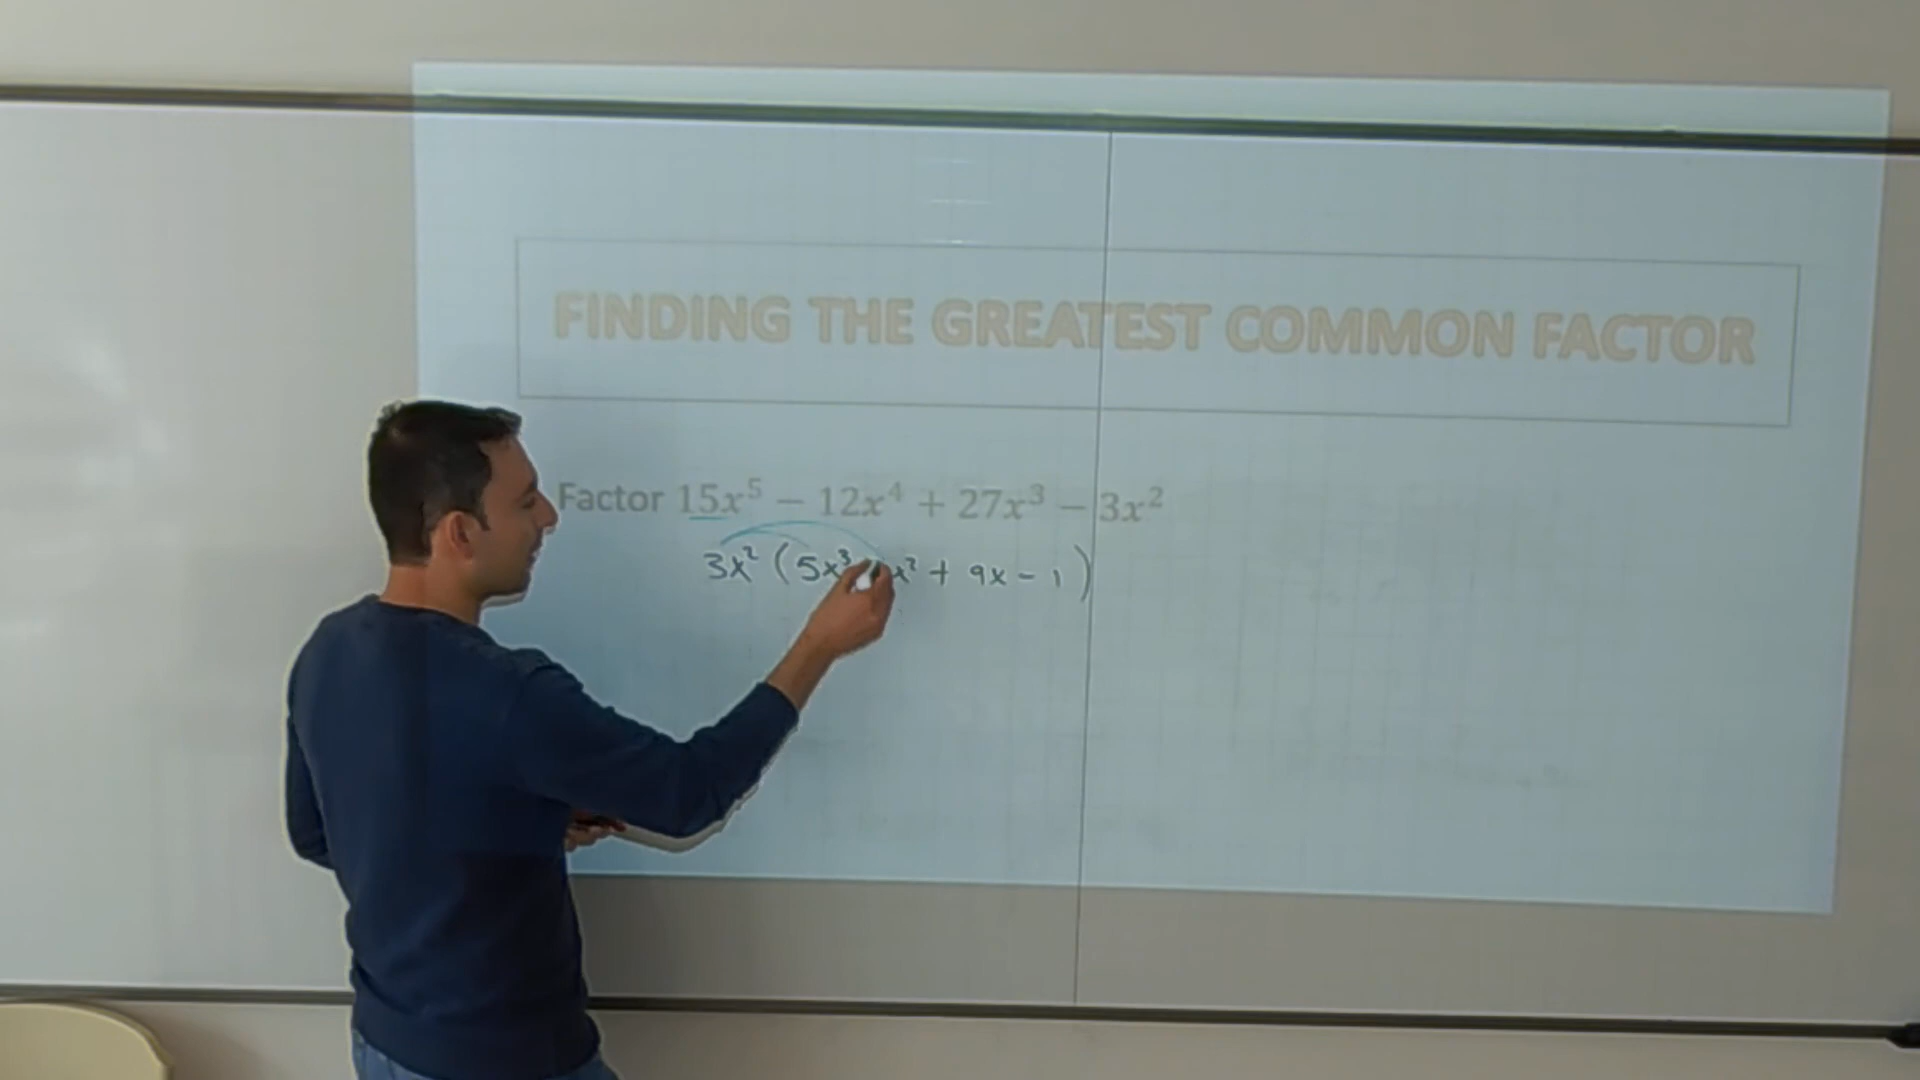 FINDING THE GREATEST COMMON FACTOR
Factor 15x⁵ − 12x⁴ + 27x³ − 3x²
3x² (5x³ x² + 9x − 1)